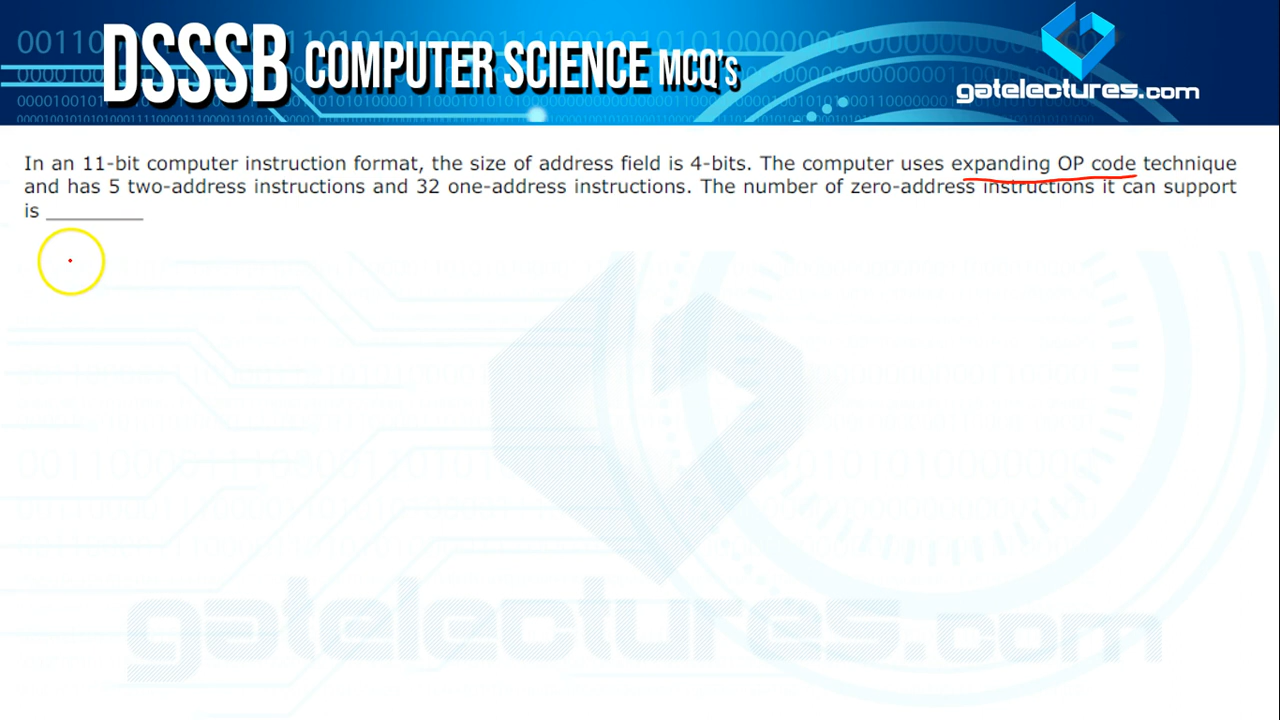 DSSSB COMPUTER SCIENCE MCQ's
gatelectures.com
In an 11-bit computer instruction format, the size of address field is 4-bits. The computer uses expanding OP code technique
and has 5 two-address instructions and 32 one-address instructions. The number of zero-address instructions it can support
is __________
gatelectures.com